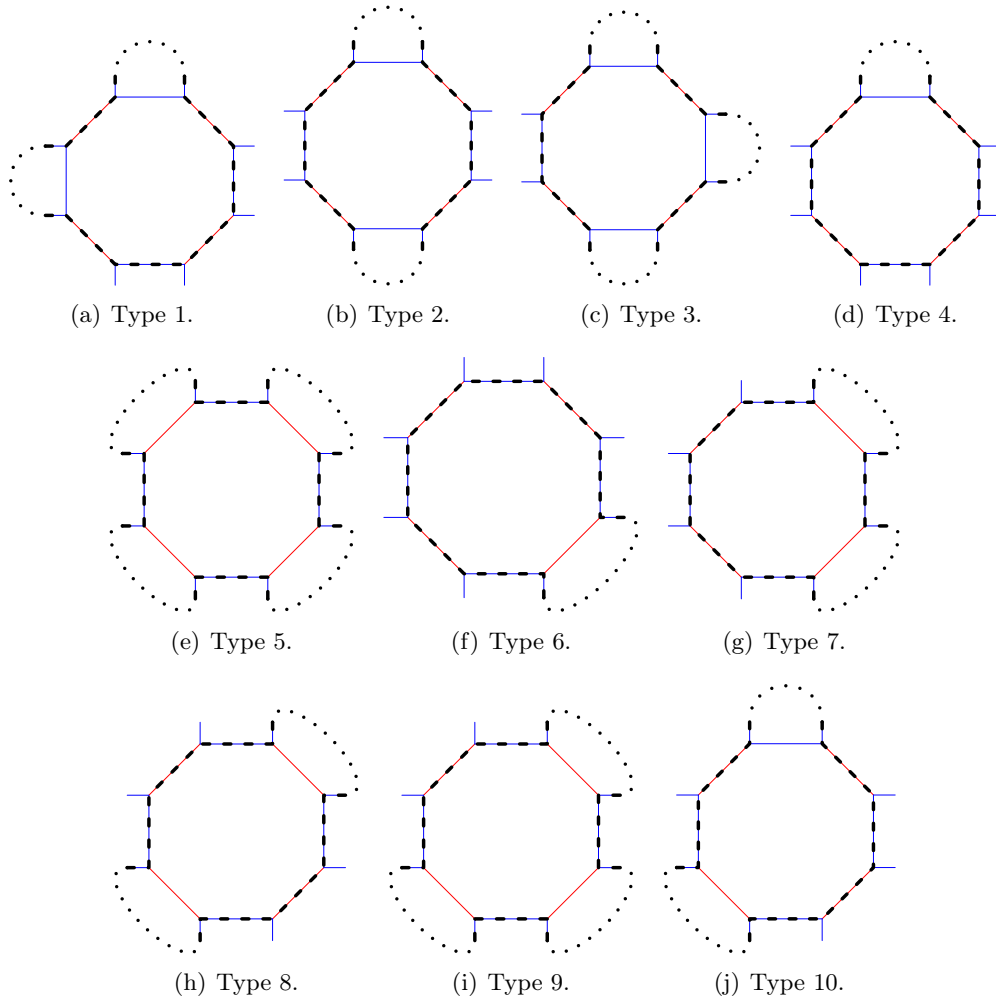 (a) Type 1.
(b) Type 2.
(c) Type 3.
(d) Type 4.
(e) Type 5.
(f) Type 6.
(g) Type 7.
(h) Type 8.
(i) Type 9.
(j) Type 10.